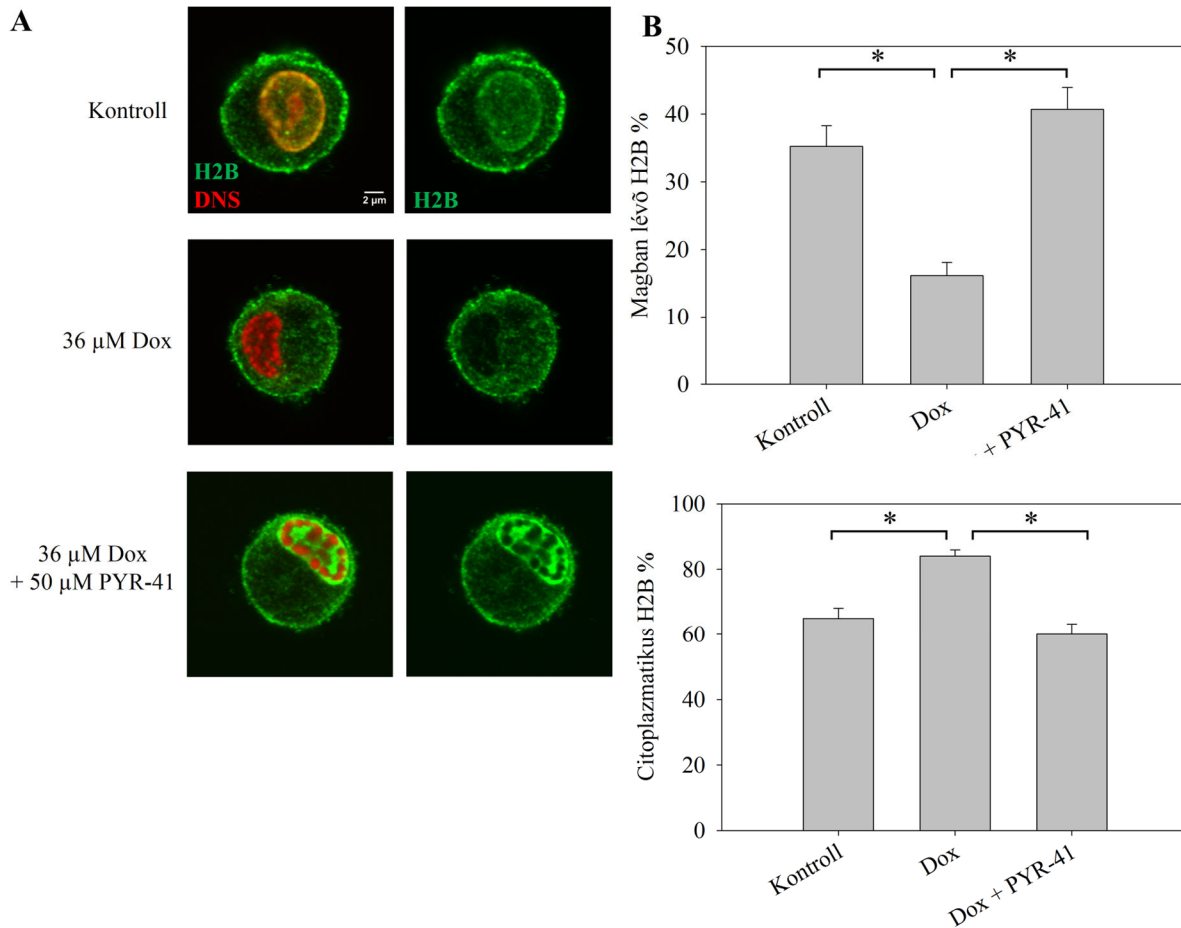 A
Kontroll
H2B
DNS
2 µm
H2B
36 µM Dox
36 µM Dox
+ 50 µM PYR-41
B
Magban lévõ H2B %
50
40
30
20
10
0
*
*
Kontroll
Dox
+ PYR-41
Citoplazmatikus H2B %
100
80
60
40
20
0
*
*
Kontroll
Dox
Dox + PYR-41